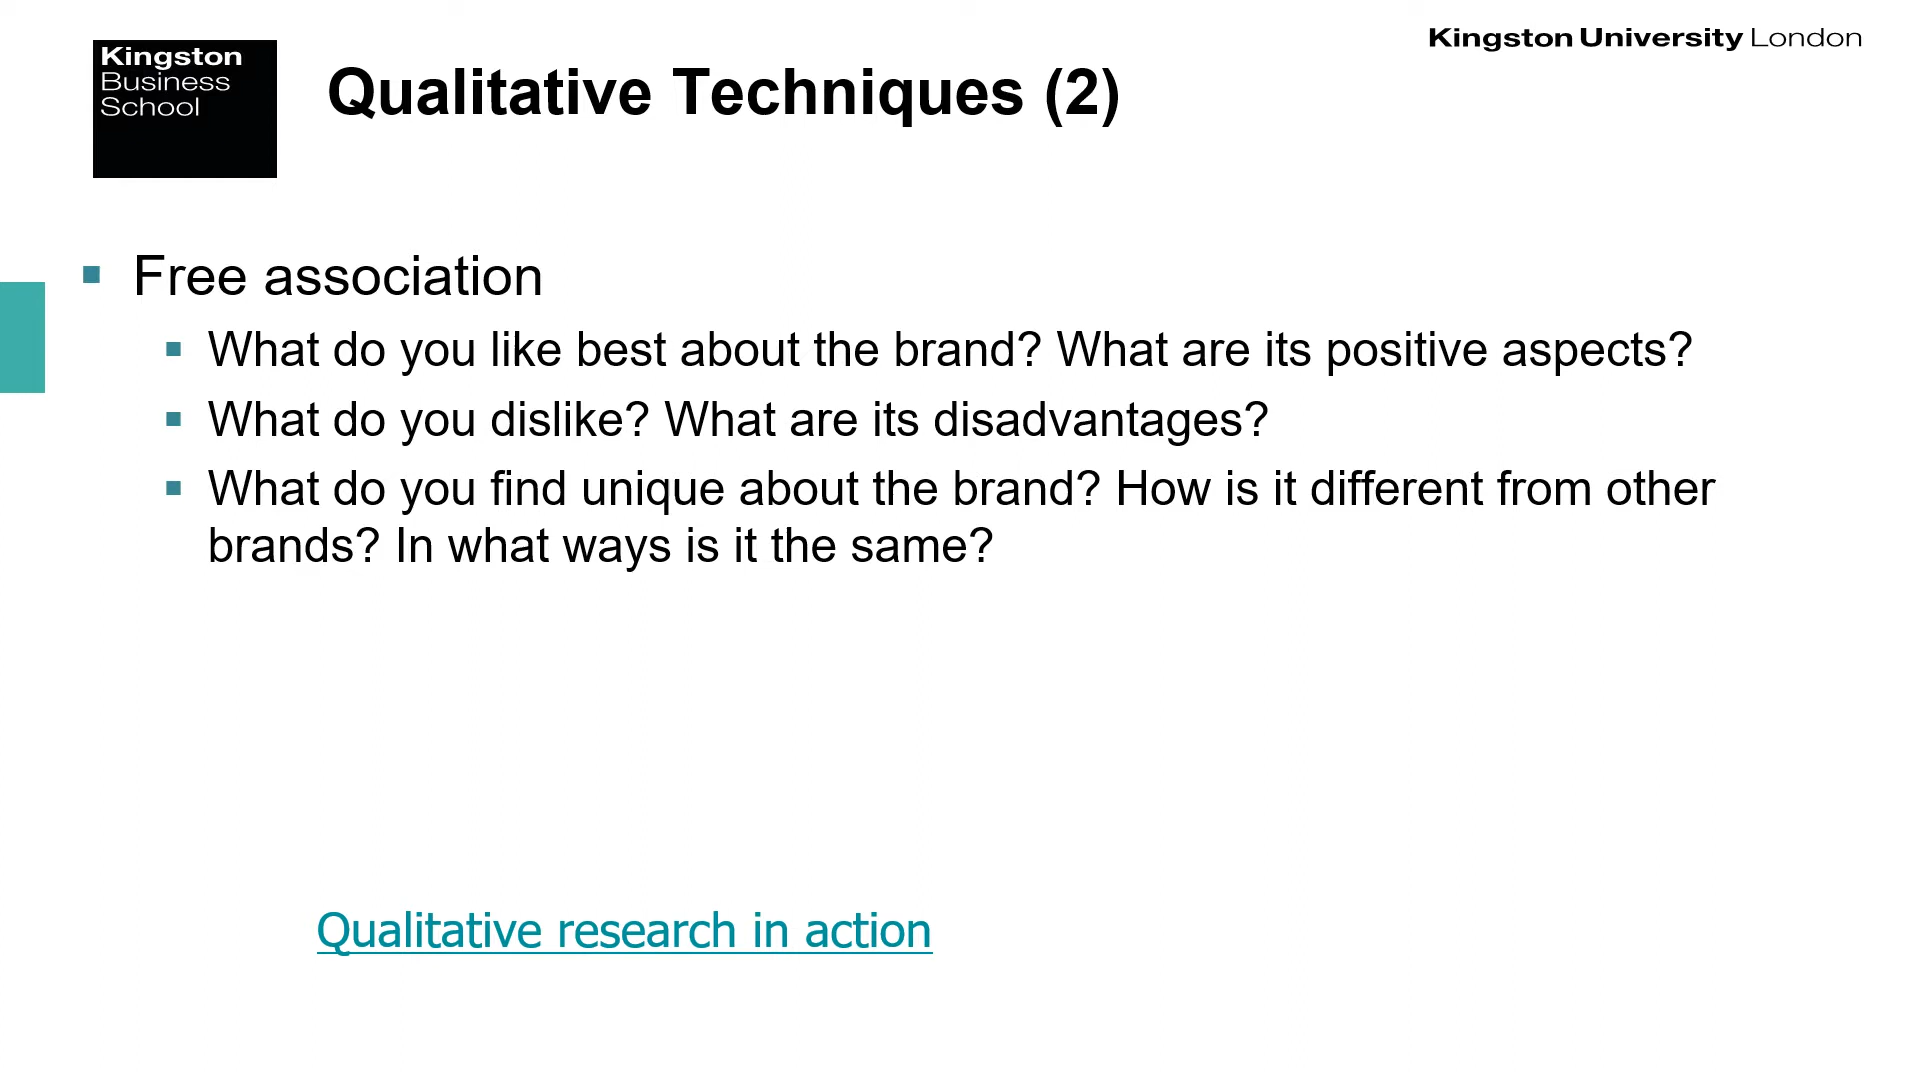 Kingston University London
Kingston
Business
School
Qualitative Techniques (2)
Free association
What do you like best about the brand? What are its positive aspects?
What do you dislike? What are its disadvantages?
What do you find unique about the brand? How is it different from other
brands? In what ways is it the same?
Qualitative research in action